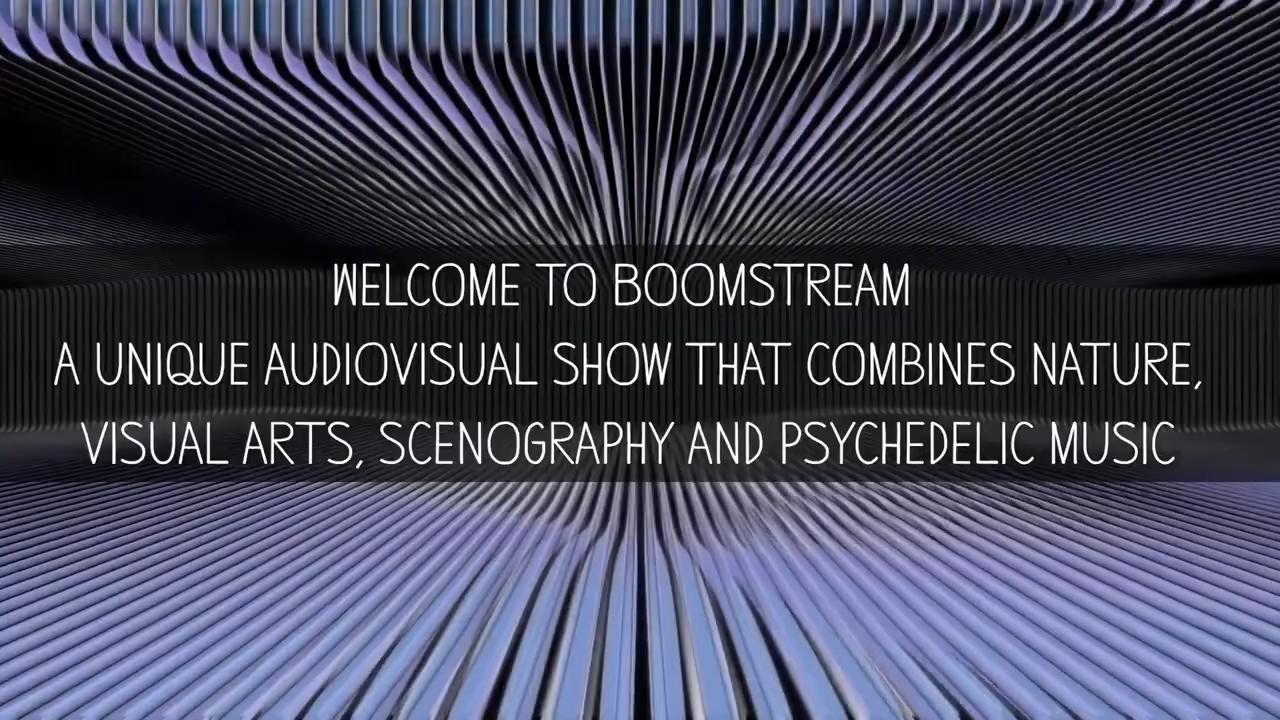 WELCOME TO BOOMSTREAM
A UNIQUE AUDIOVISUAL SHOW THAT COMBINES NATURE,
VISUAL ARTS, SCENOGRAPHY AND PSYCHEDELIC MUSIC